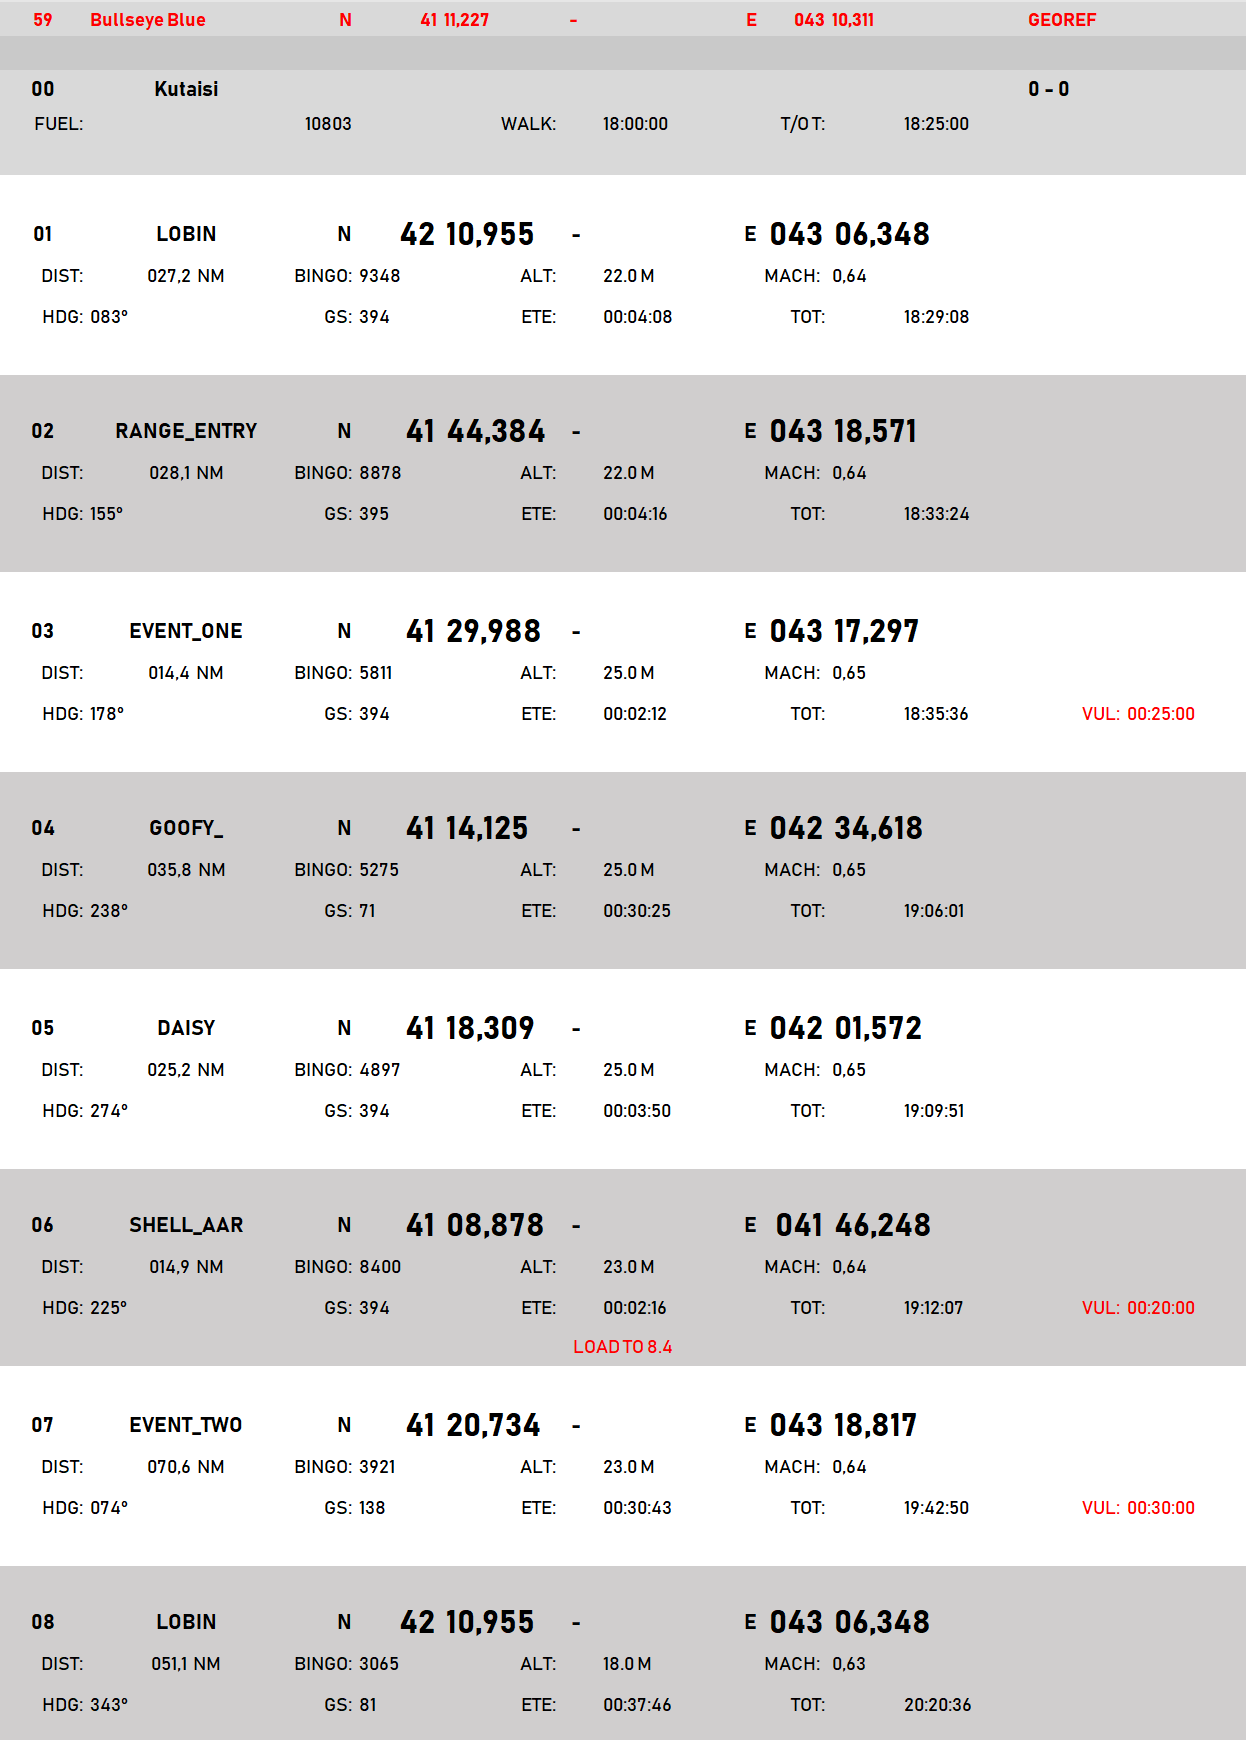 59 Bullseye Blue N 41 11,227 - E 043 10,311 GEOREF
00 Kutaisi 0 - 0
FUEL: 10803 WALK: 18:00:00 T/O T: 18:25:00
01 LOBIN N 42 10,955 - E 043 06,348
DIST: 027,2 NM BINGO: 9348 ALT: 22.0 M MACH: 0,64
HDG: 083º GS: 394 ETE: 00:04:08 TOT: 18:29:08
02 RANGE_ENTRY N 41 44,384 - E 043 18,571
DIST: 028,1 NM BINGO: 8878 ALT: 22.0 M MACH: 0,64
HDG: 155º GS: 395 ETE: 00:04:16 TOT: 18:33:24
03 EVENT_ONE N 41 29,988 - E 043 17,297
DIST: 014,4 NM BINGO: 5811 ALT: 25.0 M MACH: 0,65
HDG: 178º GS: 394 ETE: 00:02:12 TOT: 18:35:36 VUL: 00:25:00
04 GOOFY_ N 41 14,125 - E 042 34,618
DIST: 035,8 NM BINGO: 5275 ALT: 25.0 M MACH: 0,65
HDG: 238º GS: 71 ETE: 00:30:25 TOT: 19:06:01
05 DAISY N 41 18,309 - E 042 01,572
DIST: 025,2 NM BINGO: 4897 ALT: 25.0 M MACH: 0,65
HDG: 274º GS: 394 ETE: 00:03:50 TOT: 19:09:51
06 SHELL_AAR N 41 08,878 - E 041 46,248
DIST: 014,9 NM BINGO: 8400 ALT: 23.0 M MACH: 0,64
HDG: 225º GS: 394 ETE: 00:02:16 TOT: 19:12:07 VUL: 00:20:00
LOAD TO 8.4
07 EVENT_TWO N 41 20,734 - E 043 18,817
DIST: 070,6 NM BINGO: 3921 ALT: 23.0 M MACH: 0,64
HDG: 074º GS: 138 ETE: 00:30:43 TOT: 19:42:50 VUL: 00:30:00
08 LOBIN N 42 10,955 - E 043 06,348
DIST: 051,1 NM BINGO: 3065 ALT: 18.0 M MACH: 0,63
HDG: 343º GS: 81 ETE: 00:37:46 TOT: 20:20:36